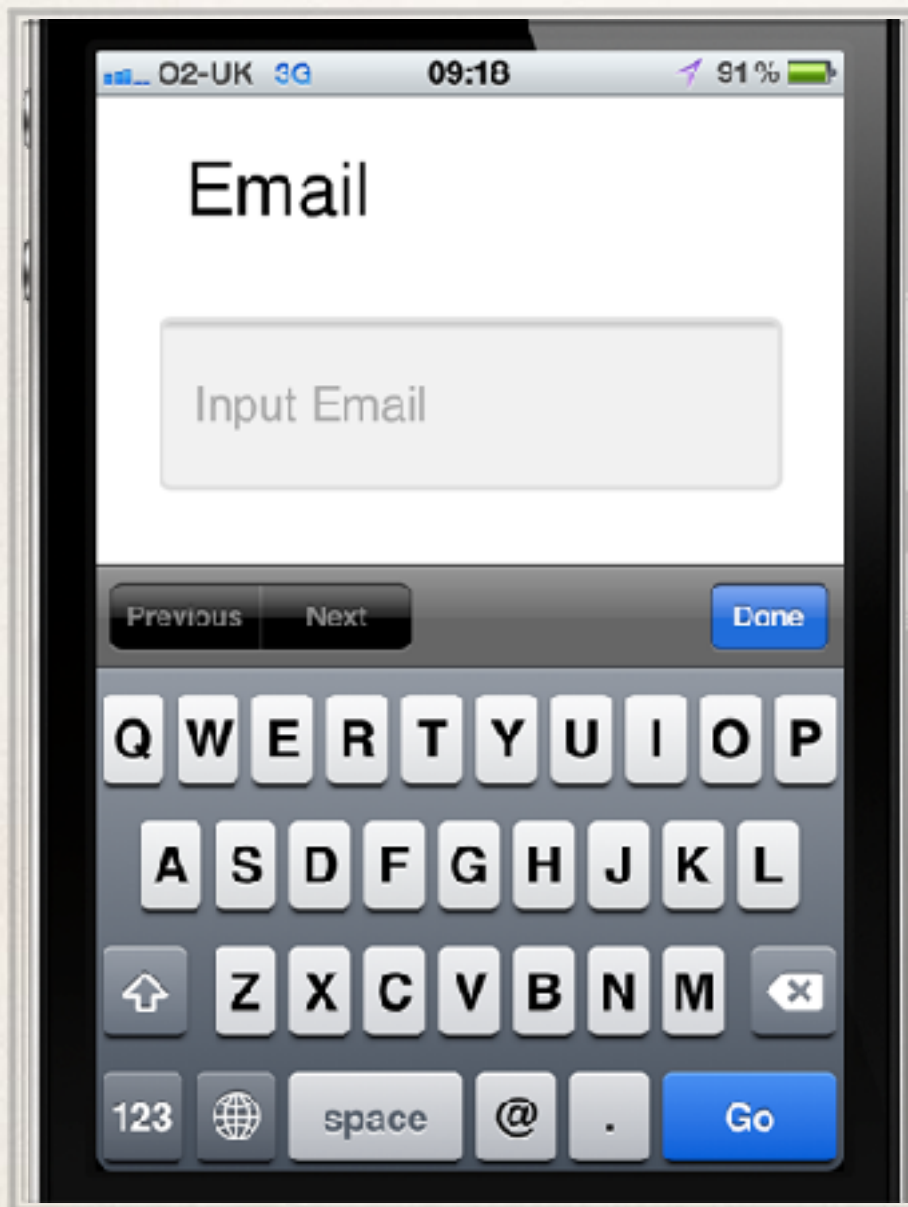 O2-UK 3G 09:18 91%
Email
Input Email
Previous Next Done
Q W E R T Y U I O P
A S D F G H J K L
Z X C V B N M
123 space @ . Go